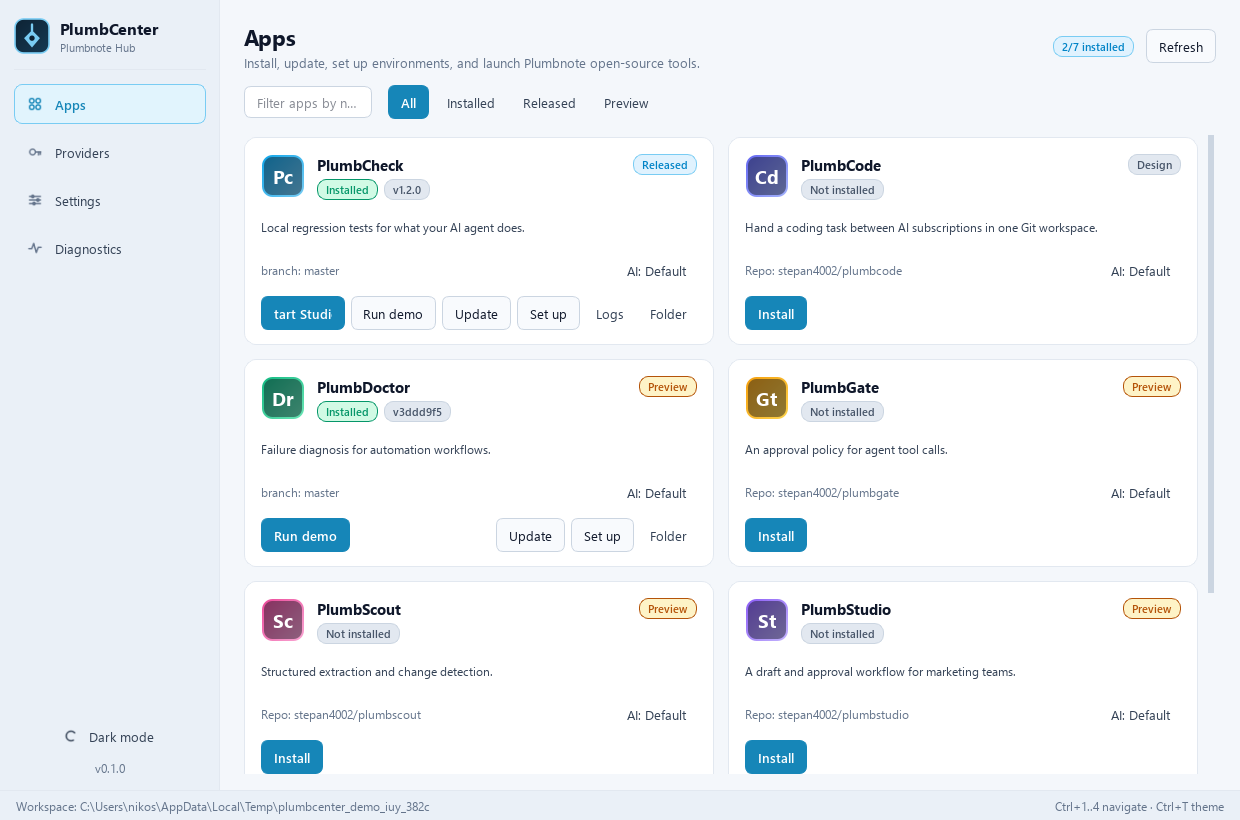 PlumbCenter
Plumbnote Hub
Apps
Providers
Settings
Diagnostics
Dark mode
v0.1.0
Apps
Install, update, set up environments, and launch Plumbnote open-source tools.
2/7 installed
Refresh
Filter apps by n...
All Installed Released Preview
Pc
PlumbCheck
Released
Installed v1.2.0
Local regression tests for what your AI agent does.
branch: master
AI: Default
tart Studi Run demo Update Set up Logs Folder
Cd
PlumbCode
Design
Not installed
Hand a coding task between AI subscriptions in one Git workspace.
Repo: stepan4002/plumbcode
AI: Default
Install
Dr
PlumbDoctor
Preview
Installed v3ddd9f5
Failure diagnosis for automation workflows.
branch: master
AI: Default
Run demo Update Set up Folder
Gt
PlumbGate
Preview
Not installed
An approval policy for agent tool calls.
Repo: stepan4002/plumbgate
AI: Default
Install
Sc
PlumbScout
Preview
Not installed
Structured extraction and change detection.
Repo: stepan4002/plumbscout
AI: Default
Install
St
PlumbStudio
Preview
Not installed
A draft and approval workflow for marketing teams.
Repo: stepan4002/plumbstudio
AI: Default
Install
Workspace: C:\Users\nikos\AppData\Local\Temp\plumbcenter_demo_iuy_382c
Ctrl+1..4 navigate · Ctrl+T theme